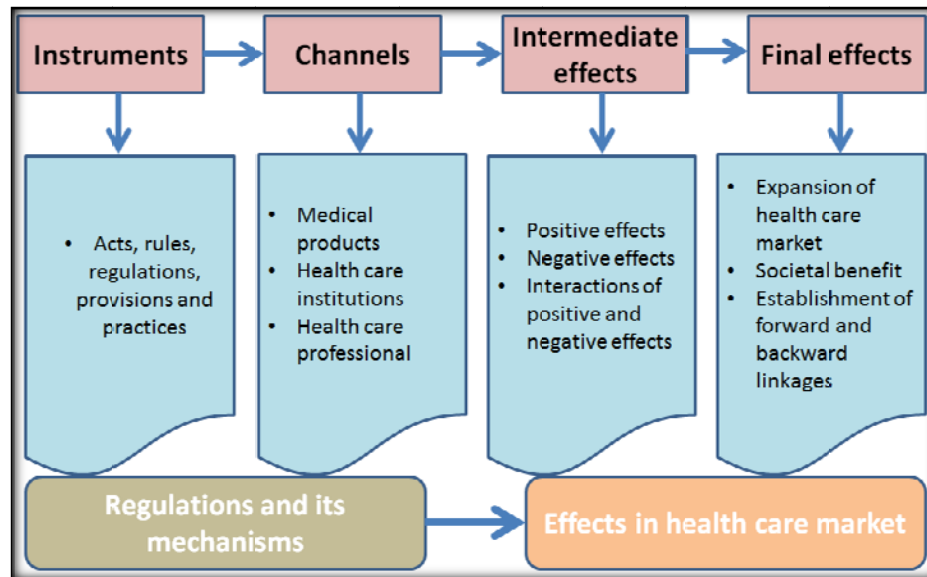 Instruments
Channels
Intermediate
effects
Final effects
• Acts, rules,
regulations,
provisions and
practices
• Medical
products
• Health care
institutions
• Health care
professional
• Positive effects
• Negative effects
• Interactions of
positive and
negative effects
• Expansion of
health care
market
• Societal benefit
• Establishment of
forward and
backward
linkages
Regulations and its
mechanisms
Effects in health care market